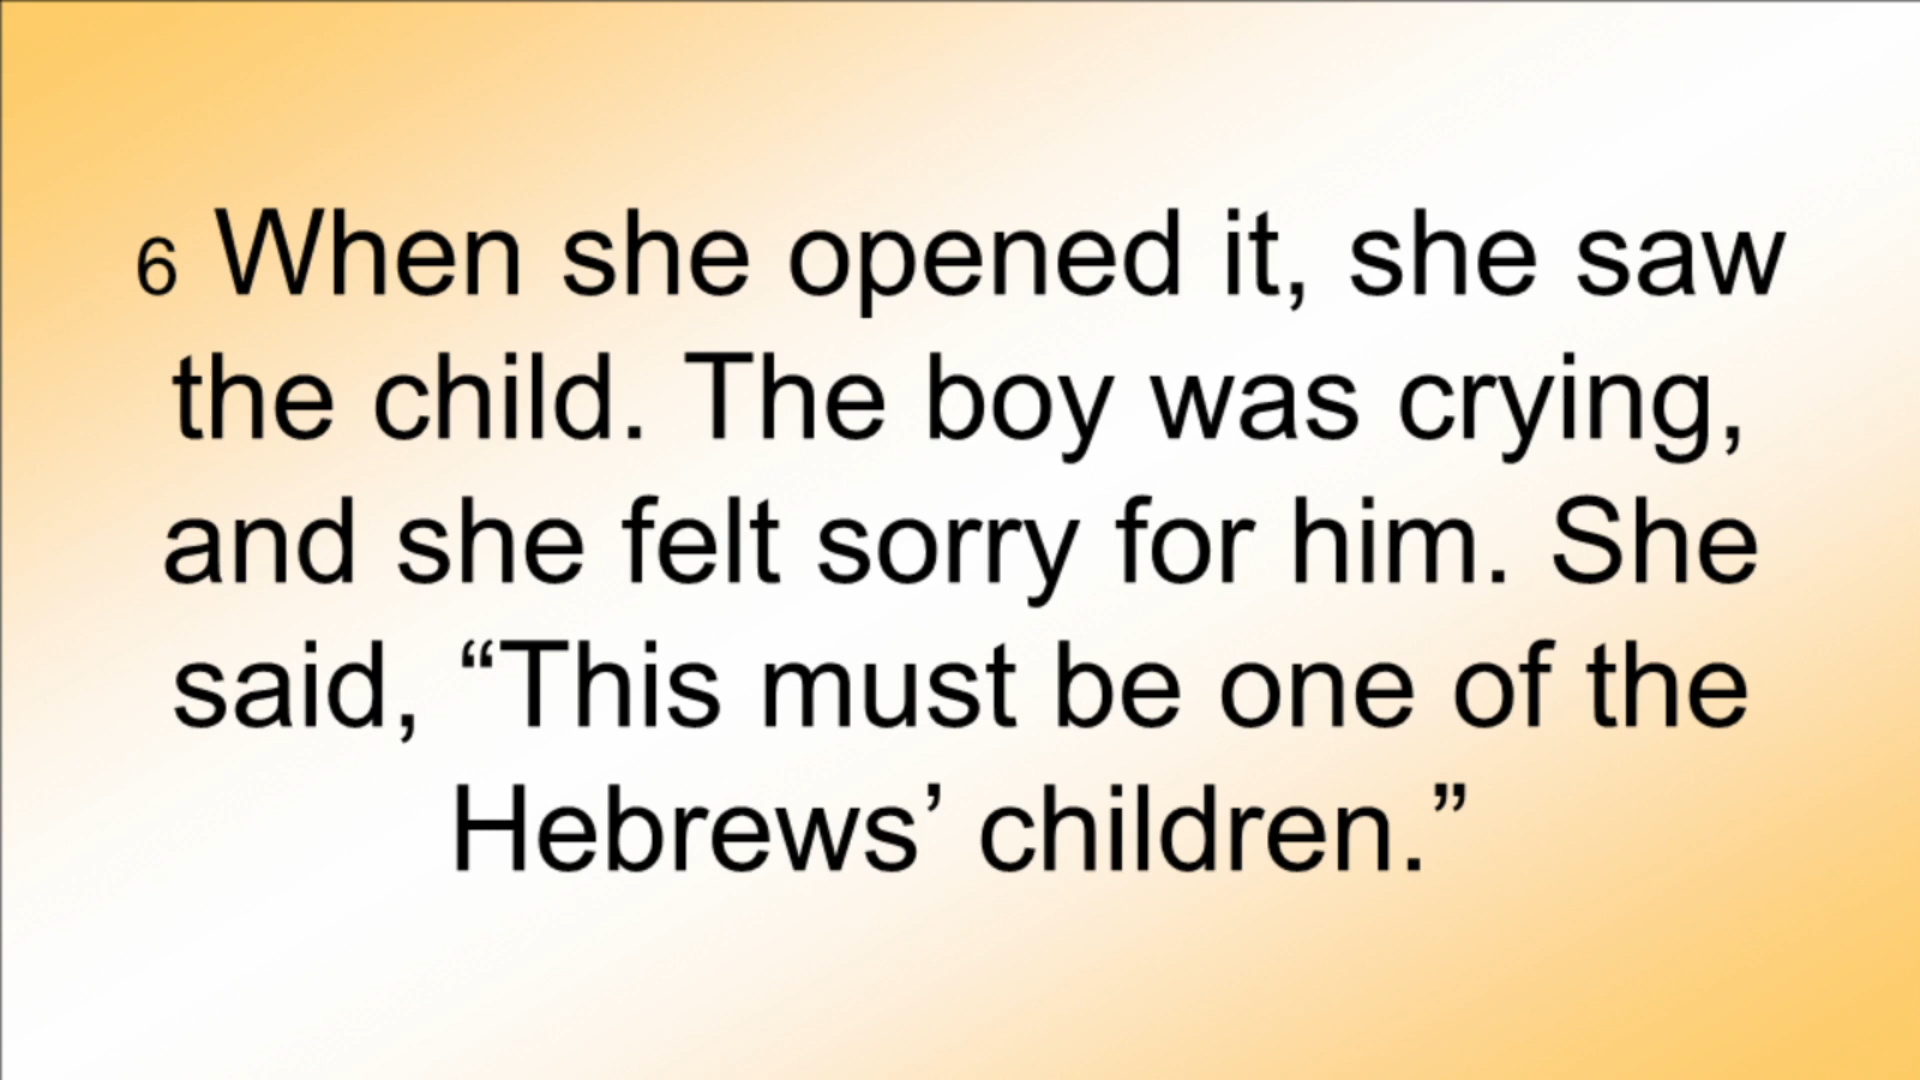 6 When she opened it, she saw
the child. The boy was crying,
and she felt sorry for him. She
said, “This must be one of the
Hebrews’ children.”